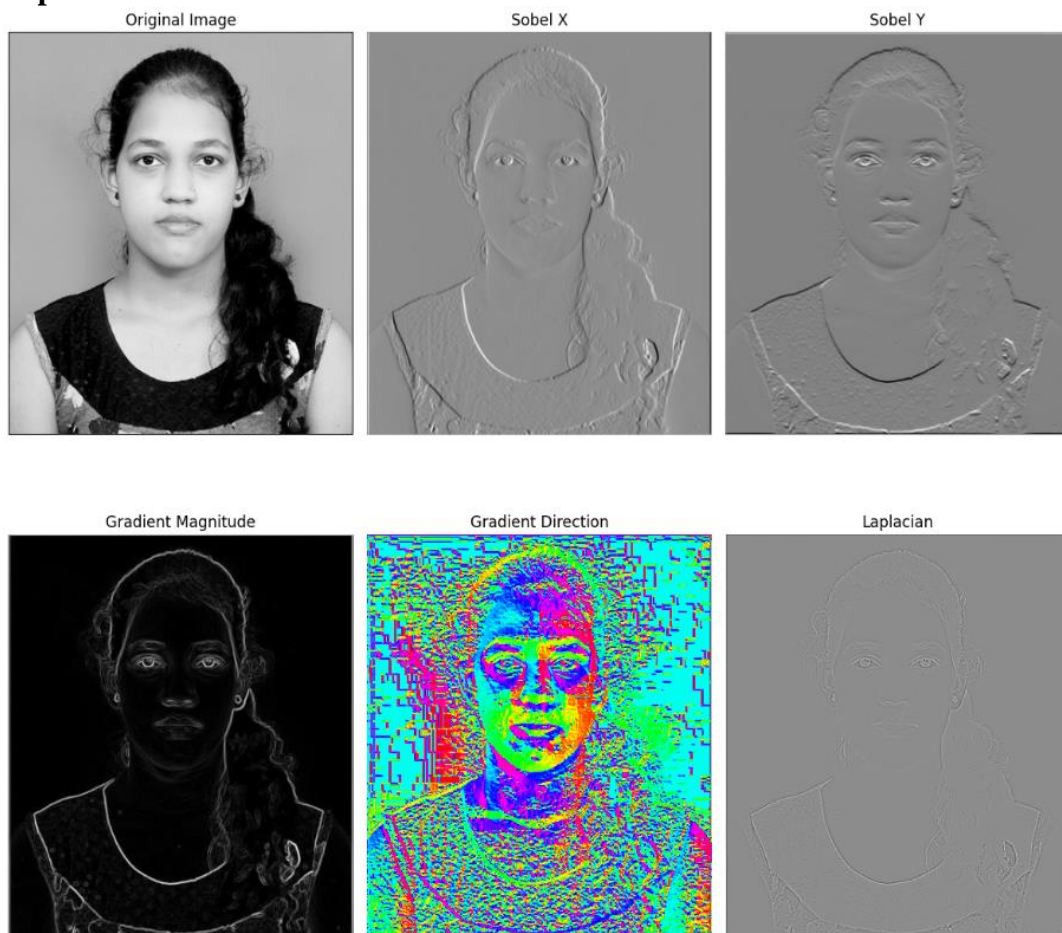 Original Image
Sobel X
Sobel Y
Gradient Magnitude
Gradient Direction
Laplacian